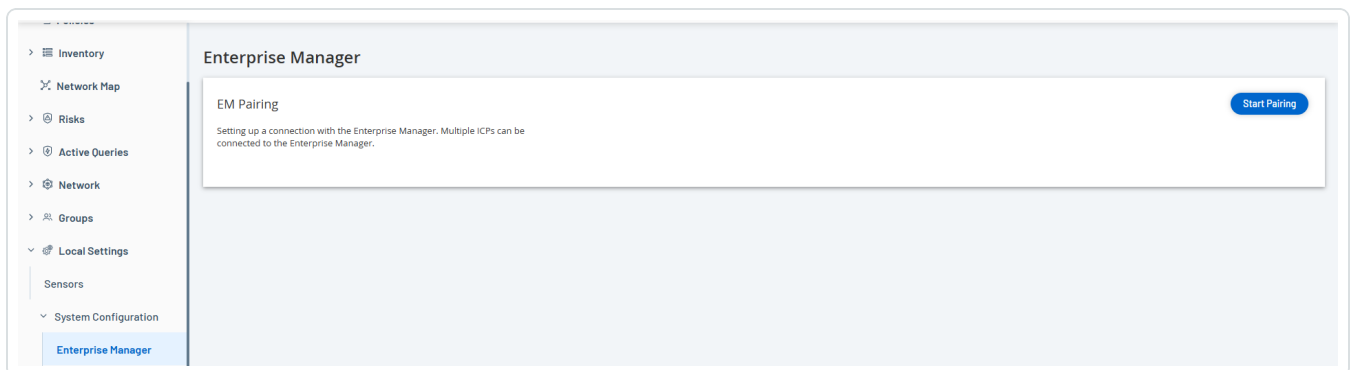 Inventory
Network Map
Risks
Active Queries
Network
Groups
Local Settings
Sensors
System Configuration
Enterprise Manager
Enterprise Manager
EM Pairing
Start Pairing
Setting up a connection with the Enterprise Manager. Multiple ICPs can be
connected to the Enterprise Manager.